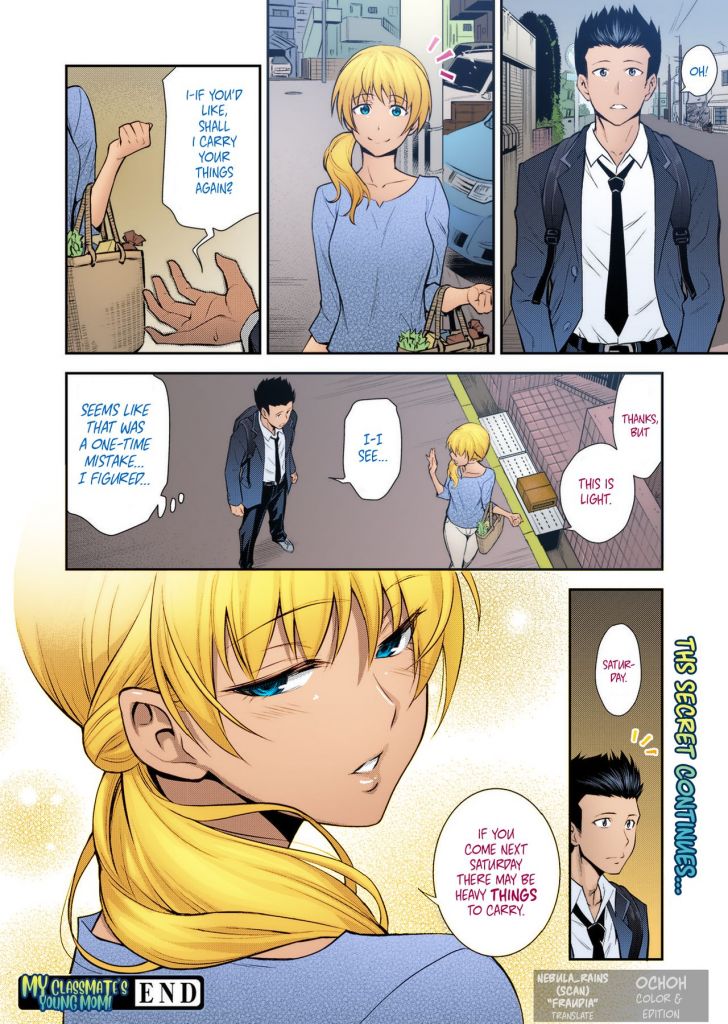 OH!
I-IF YOU'D
LIKE,
SHALL
I CARRY
YOUR
THINGS
AGAIN?
THANKS,
BUT
THIS IS
LIGHT.
I-I
SEE...
SEEMS LIKE
THAT WAS
A ONE-TIME
MISTAKE...
I FIGURED...
SATUR-
DAY.
IF YOU
COME NEXT
SATURDAY
THERE MAY BE
HEAVY THINGS
TO CARRY.
THIS SECRET CONTINUES...
MY CLASSMATE'S
YOUNG MOM!
END
NEBULA_RAINS
(SCAN)
"FRAUDIA"
TRANSLATE
OCHOH
COLOR &
EDITION